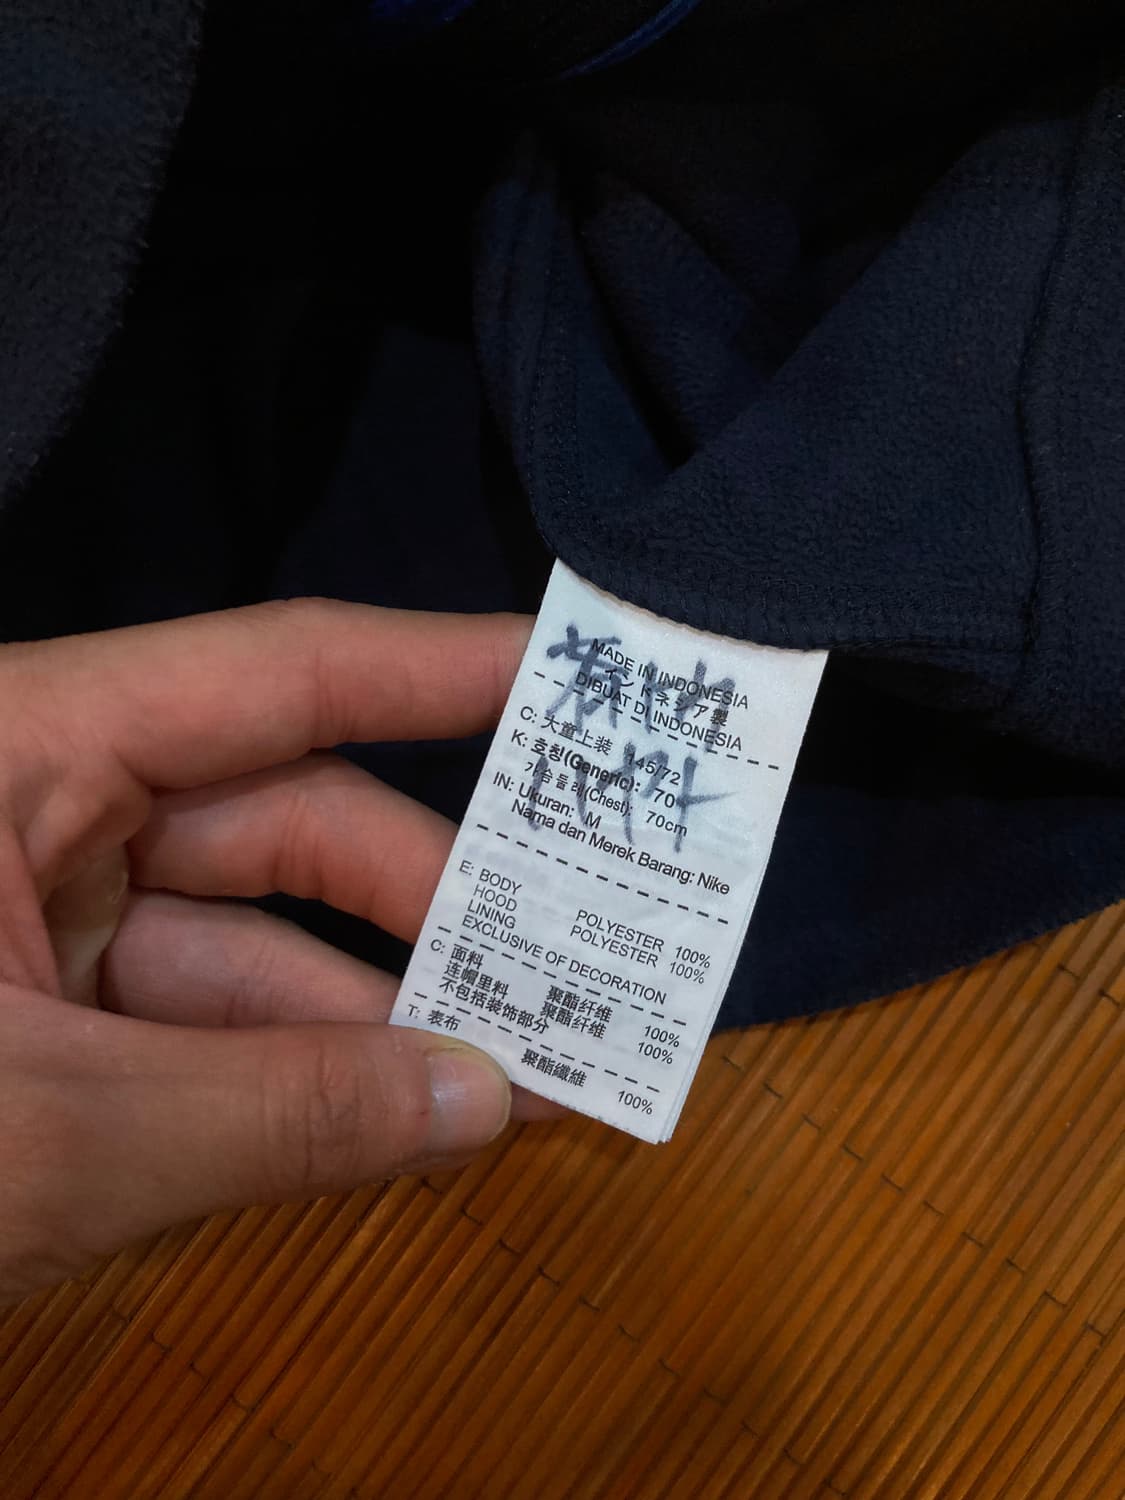 MADE IN INDONESIA
インドネシア製
DIBUAT DI INDONESIA
C: 大童上装 145/72
K: 호칭(Generic): 70
가슴둘레(Chest): 70cm
IN: Ukuran: M
Nama dan Merek Barang: Nike
E: BODY POLYESTER 100%
HOOD LINING POLYESTER 100%
EXCLUSIVE OF DECORATION
C: 面料 聚酯纤维 100%
连帽里料 聚酯纤维 100%
不包括装饰部分
T: 表布 聚酯纖維 100%